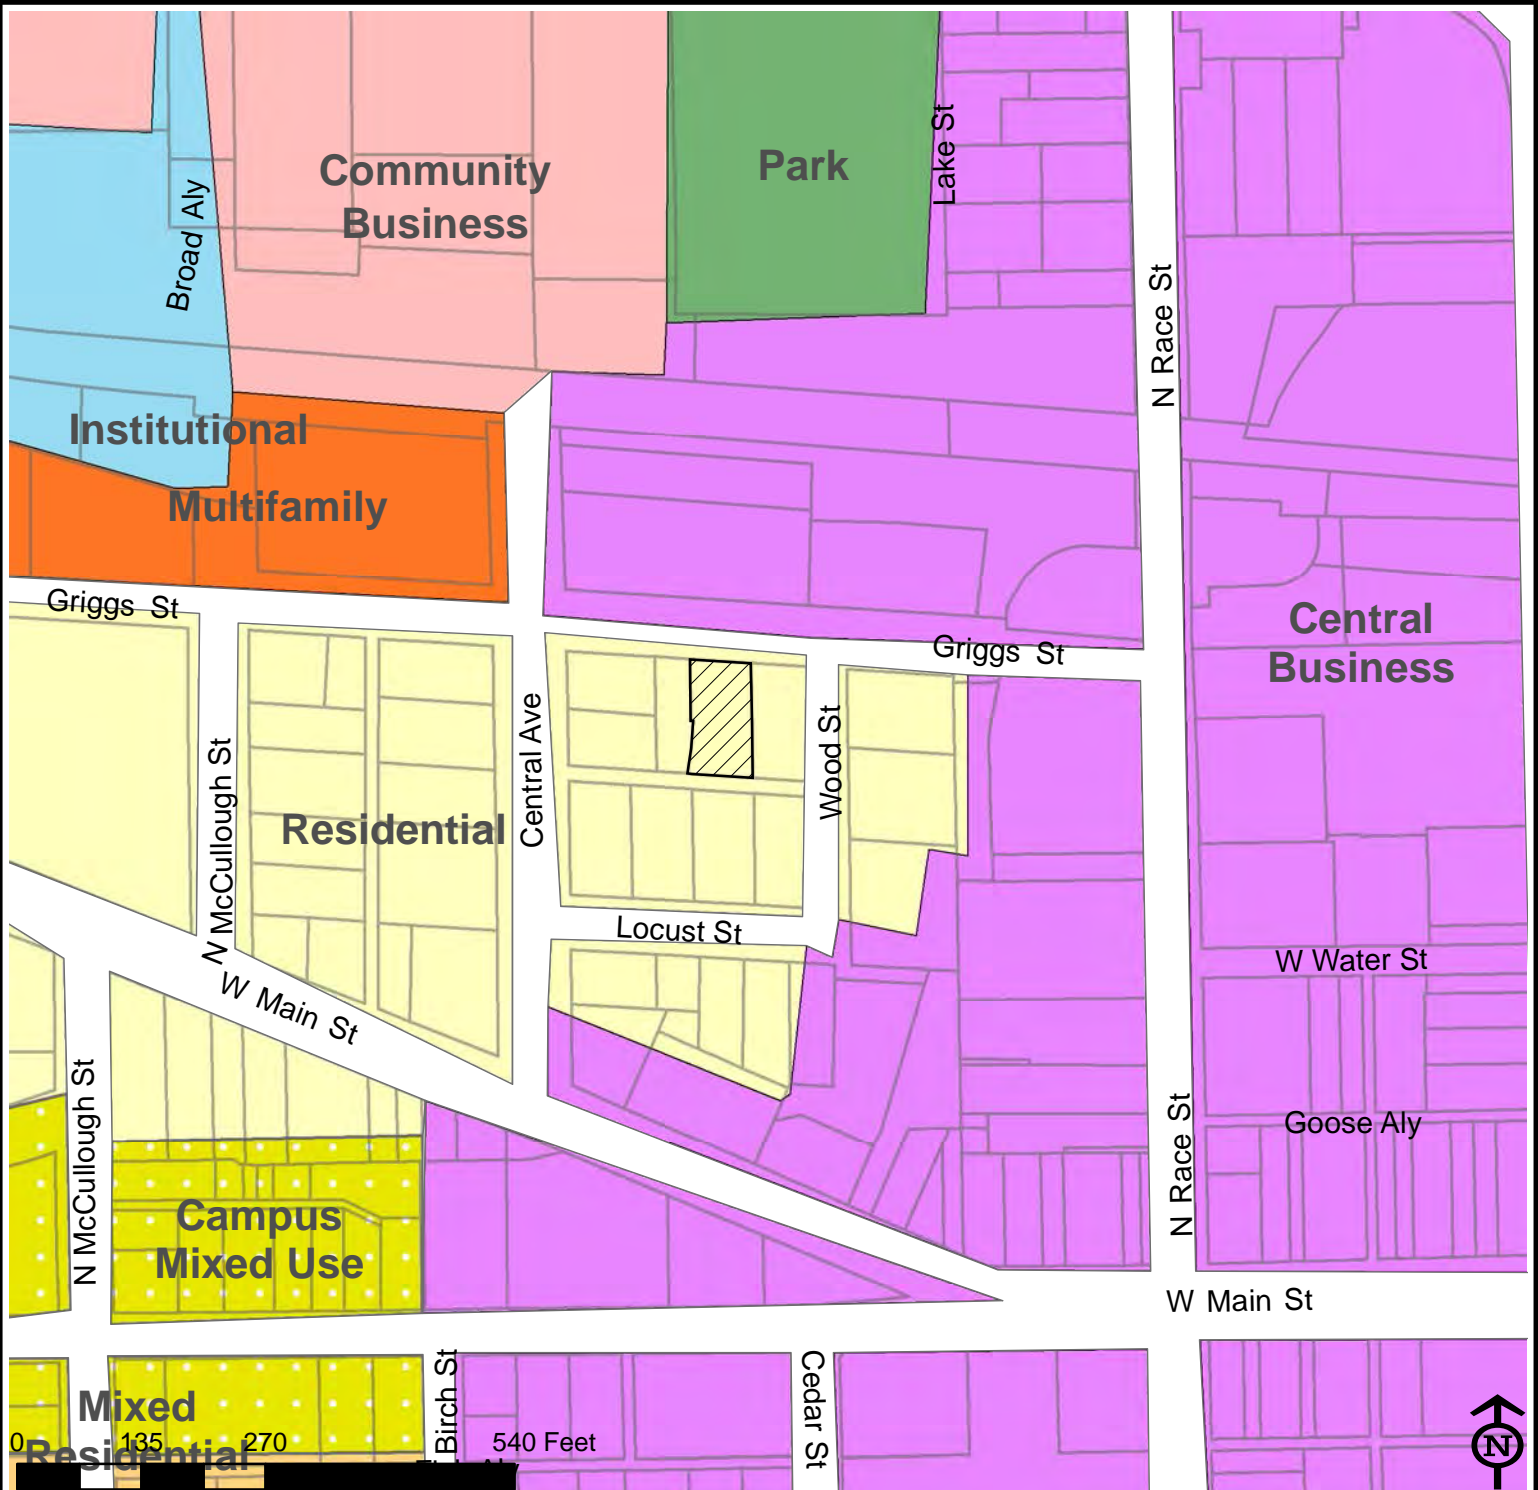 Community
Business
Park
Lake St
Broad Aly
N Race St
Institutional
Multifamily
Griggs St
Griggs St
Central
Business
N McCullough St
Central Ave
Wood St
Residential
Locust St
W Water St
W Main St
N McCullough St
N Race St
Goose Aly
Campus
Mixed Use
W Main St
Birch St
Cedar St
Mixed
Residential
0 135 270 540 Feet
N